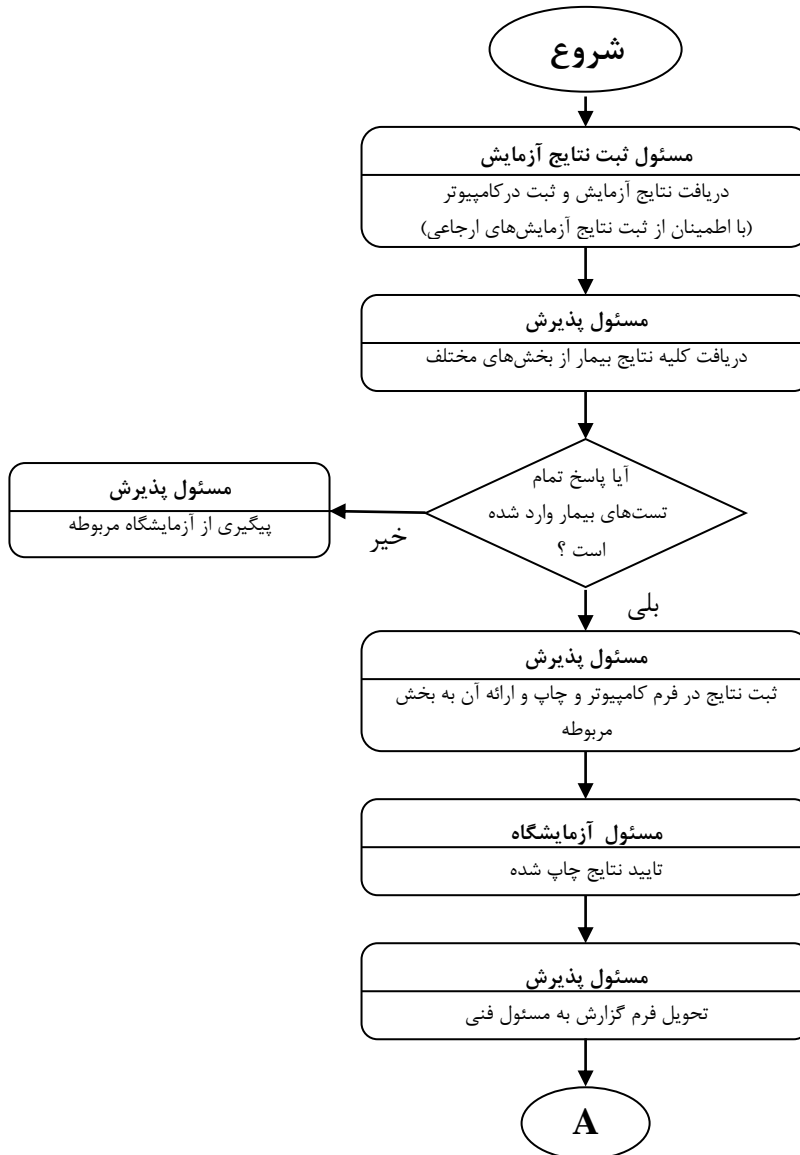 شروع
مسئول ثبت نتایج آزمایش
دریافت نتایج آزمایش و ثبت درکامپیوتر
(با اطمینان از ثبت نتایج آزمایش‌های ارجاعی)
مسئول پذیرش
دریافت کلیه نتایج بیمار از بخش‌های مختلف
آیا پاسخ تمام
تست‌های بیمار وارد شده
است ؟
خیر
مسئول پذیرش
پیگیری از آزمایشگاه مربوطه
بلی
مسئول پذیرش
ثبت نتایج در فرم کامپیوتر و چاپ و ارائه آن به بخش
مربوطه
مسئول آزمایشگاه
تایید نتایج چاپ شده
مسئول پذیرش
تحویل فرم گزارش به مسئول فنی
A